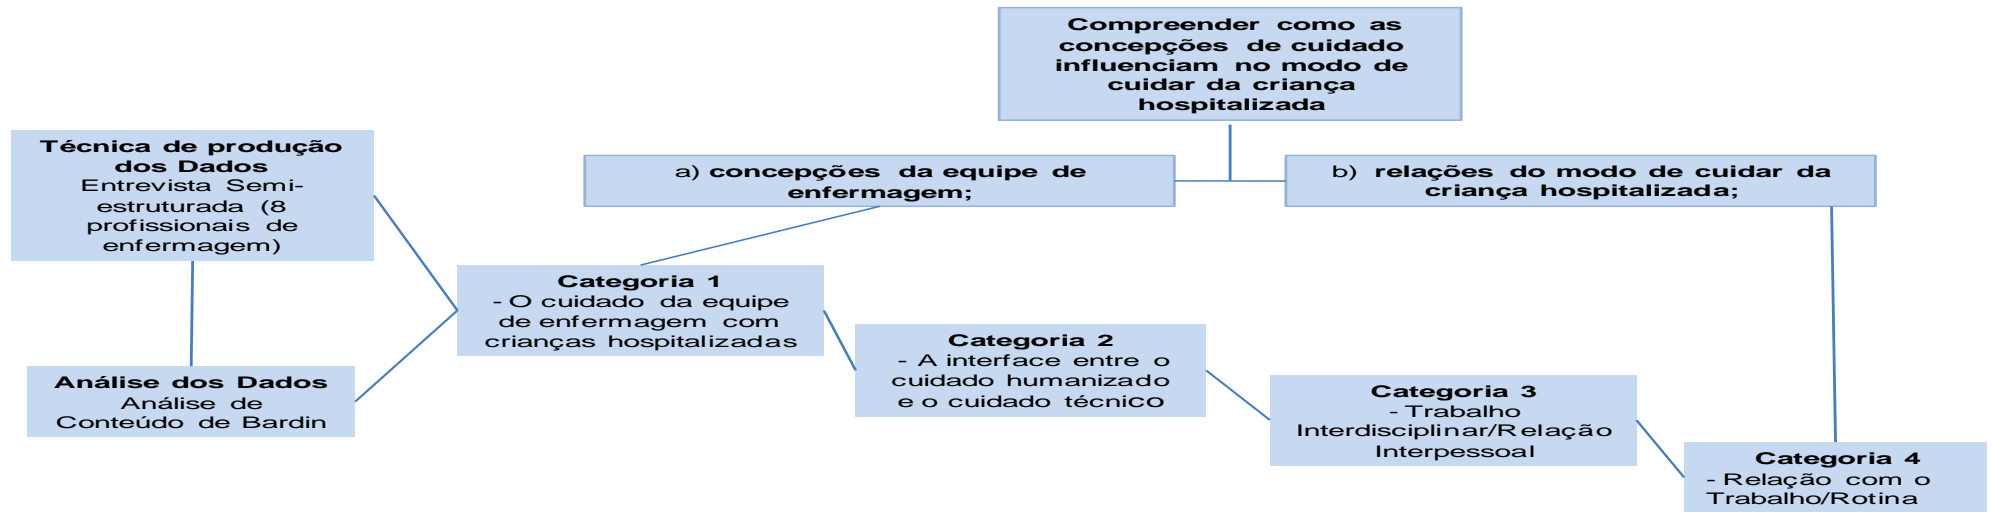 Compreender como as
concepções de cuidado
influenciam no modo de
cuidar da criança
hospitalizada
Técnica de produção
dos Dados
Entrevista Semi-
estruturada (8
profissionais de
enfermagem)
a) concepções da equipe de
enfermagem;
b) relações do modo de cuidar da
criança hospitalizada;
Categoria 1
- O cuidado da equipe
de enfermagem com
crianças hospitalizadas
Categoria 2
- A interface entre o
cuidado humanizado
e o cuidado técnico
Análise dos Dados
Análise de
Conteúdo de Bardin
Categoria 3
- Trabalho
Interdisciplinar/Relação
Interpessoal
Categoria 4
- Relação com o
Trabalho/Rotina